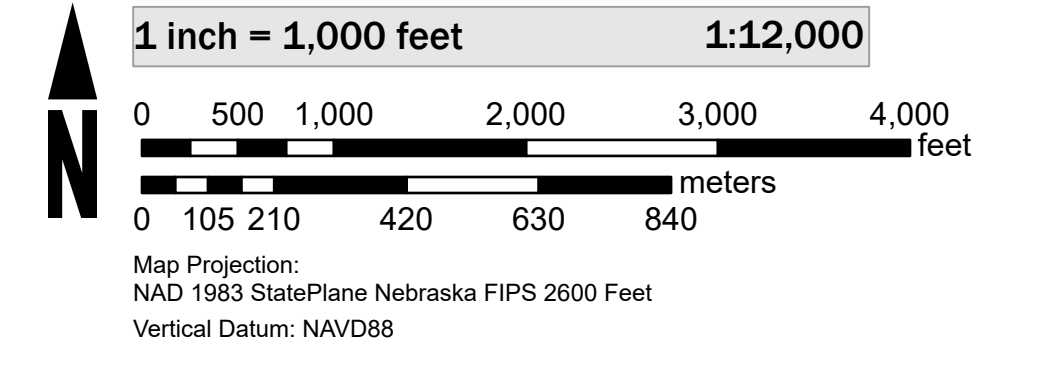 1 inch = 1,000 feet 1:12,000
0 500 1,000 2,000 3,000 4,000
feet
meters
0 105 210 420 630 840
N
Map Projection:
NAD 1983 StatePlane Nebraska FIPS 2600 Feet
Vertical Datum: NAVD88